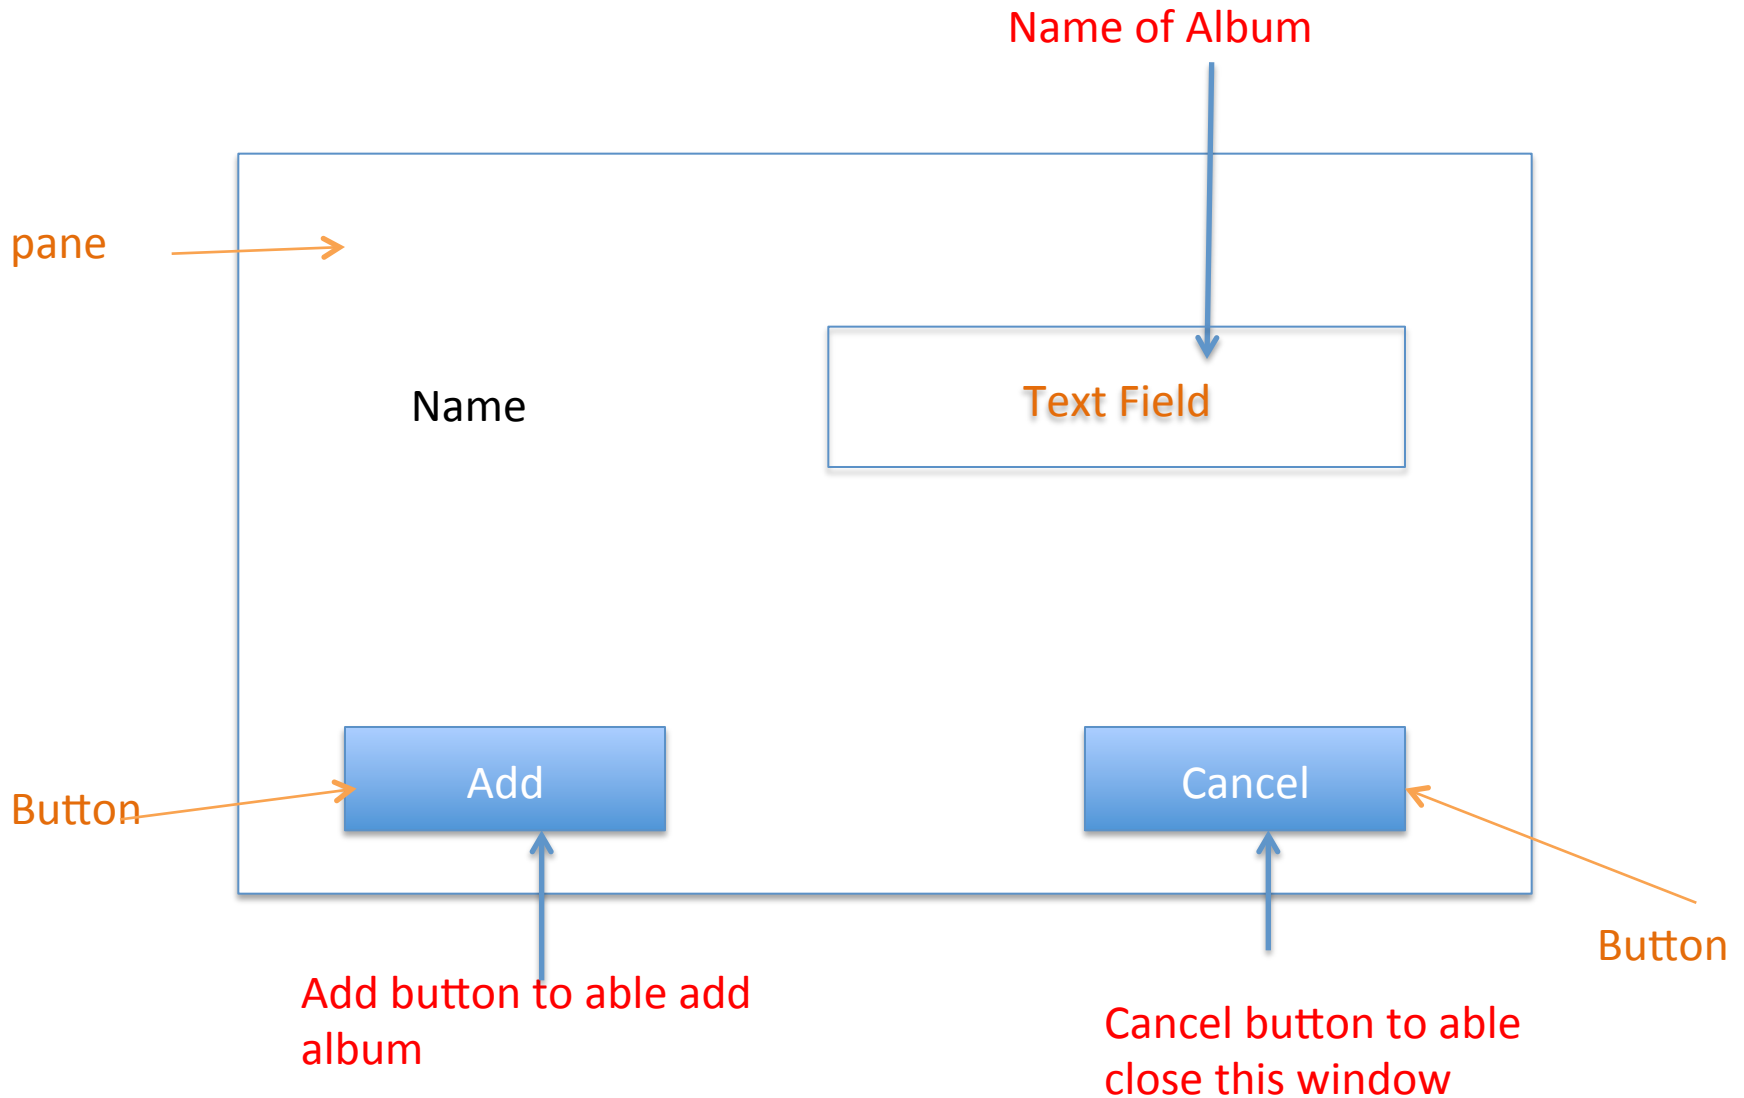 Name of Album
pane
Name
Text Field
Add
Cancel
Button
Button
Add button to able add
album
Cancel button to able
close this window